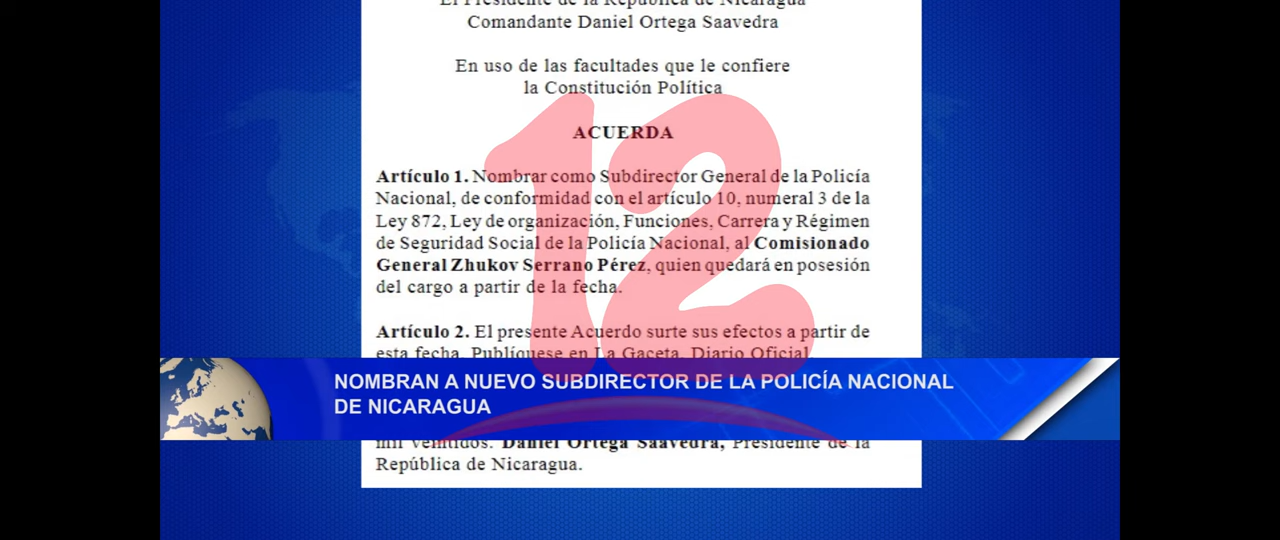 El Presidente de la República de Nicaragua
Comandante Daniel Ortega Saavedra
En uso de las facultades que le confiere
la Constitución Política
ACUERDA
Artículo 1. Nombrar como Subdirector General de la Policía
Nacional, de conformidad con el artículo 10, numeral 3 de la
Ley 872, Ley de organización, Funciones, Carrera y Régimen
de Seguridad Social de la Policía Nacional, al Comisionado
General Zhukov Serrano Pérez, quien quedará en posesión
del cargo a partir de la fecha.
Artículo 2. El presente Acuerdo surte sus efectos a partir de
esta fecha. Publíquese en La Gaceta, Diario Oficial.
12
NOMBRAN A NUEVO SUBDIRECTOR DE LA POLICÍA NACIONAL
DE NICARAGUA
mil veintidós. Daniel Ortega Saavedra, Presidente de la
República de Nicaragua.